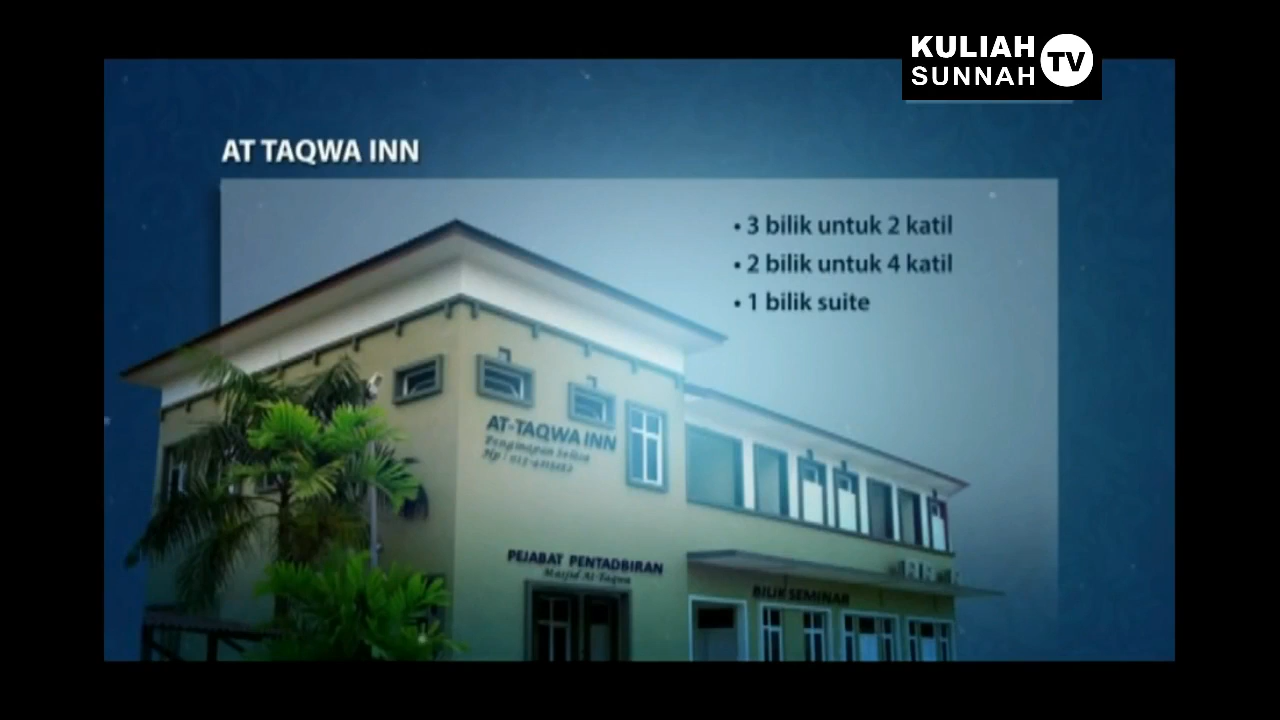 KULIAH
SUNNAH
TV
AT TAQWA INN
• 3 bilik untuk 2 katil
• 2 bilik untuk 4 katil
• 1 bilik suite
AT-TAQWA INN
PEJABAT PENTADBIRAN
Masjid At-Taqwa
BILIK SEMINAR